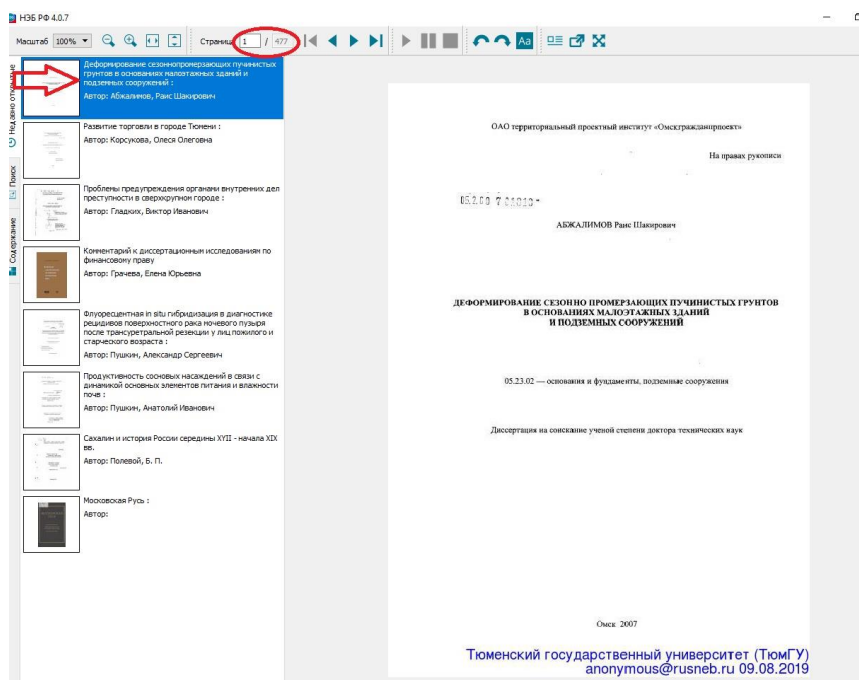 НЭБ РФ 4.0.7
Масштаб 100% Страница 1 / 477 Aa
Недавно открытые
Поиск
Содержание
Деформирование сезоннопромерзающих пучинистых
грунтов в основаниях малоэтажных зданий и
подземных сооружений :
Автор: Абжалимов, Раис Шакирович
Развитие торговли в городе Тюмени :
Автор: Корсукова, Олеся Олеговна
Проблемы предупреждения органами внутренних дел
преступности в сверхкрупном городе :
Автор: Гладких, Виктор Иванович
Комментарий к диссертационным исследованиям по
финансовому праву
Автор: Грачева, Елена Юрьевна
Флуоресцентная in situ гибридизация в диагностике
рецидивов поверхностного рака мочевого пузыря
после трансуретральной резекции у лиц пожилого и
старческого возраста :
Автор: Пушкин, Александр Сергеевич
Продуктивность сосновых насаждений в связи с
динамикой основных элементов питания и влажности
почв :
Автор: Пушкин, Анатолий Иванович
Сахалин и история России середины XYII - начала XIX
вв.
Автор: Полевой, Б. П.
Московская Русь :
Автор:
ОАО территориальный проектный институт «Омскгражданпроект»
На правах рукописи
АБЖАЛИМОВ Раис Шакирович
ДЕФОРМИРОВАНИЕ СЕЗОННО ПРОМЕРЗАЮЩИХ ПУЧИНИСТЫХ ГРУНТОВ
В ОСНОВАНИЯХ МАЛОЭТАЖНЫХ ЗДАНИЙ
И ПОДЗЕМНЫХ СООРУЖЕНИЙ
05.23.02 — основания и фундаменты, подземные сооружения
Диссертация на соискание ученой степени доктора технических наук
Омск 2007
Тюменский государственный университет (ТюмГУ)
anonymous@rusneb.ru 09.08.2019